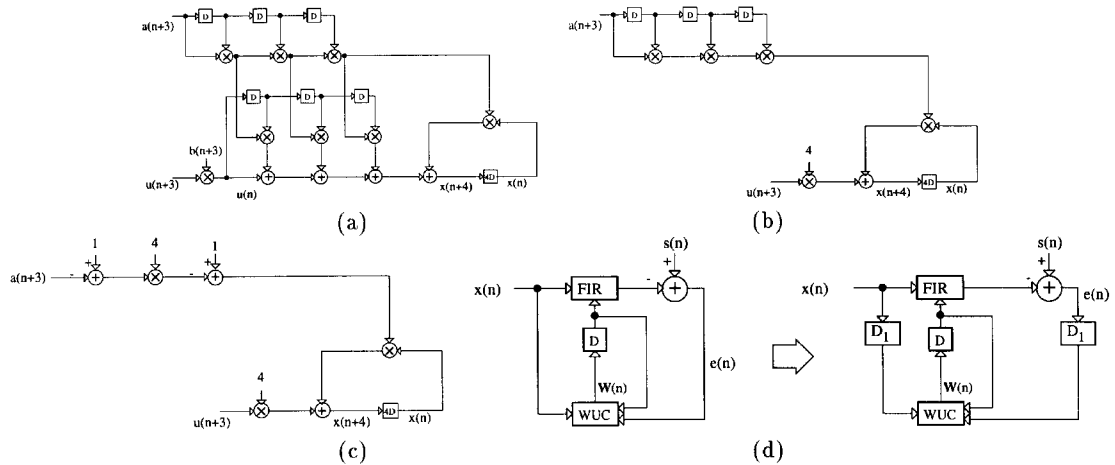 a(n+3)
D
D
D
D
D
D
b(n+3)
u(n+3)
u(n)
x(n+4)
4D
x(n)
(a)
a(n+3)
D
D
D
4
u(n+3)
x(n+4)
4D
x(n)
(b)
1
4
1
a(n+3)
+
-
-
+
4
u(n+3)
x(n+4)
4D
x(n)
(c)
s(n)
+
x(n)
FIR
-
D
e(n)
W(n)
WUC
s(n)
+
x(n)
FIR
-
e(n)
D1
D
D1
W(n)
WUC
(d)